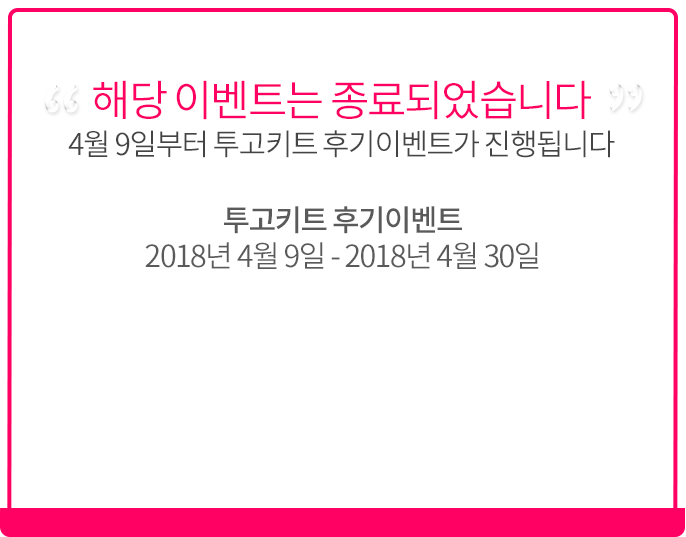 “ 해당 이벤트는 종료되었습니다 ”
4월 9일부터 투고키트 후기이벤트가 진행됩니다
투고키트 후기이벤트
2018년 4월 9일 - 2018년 4월 30일